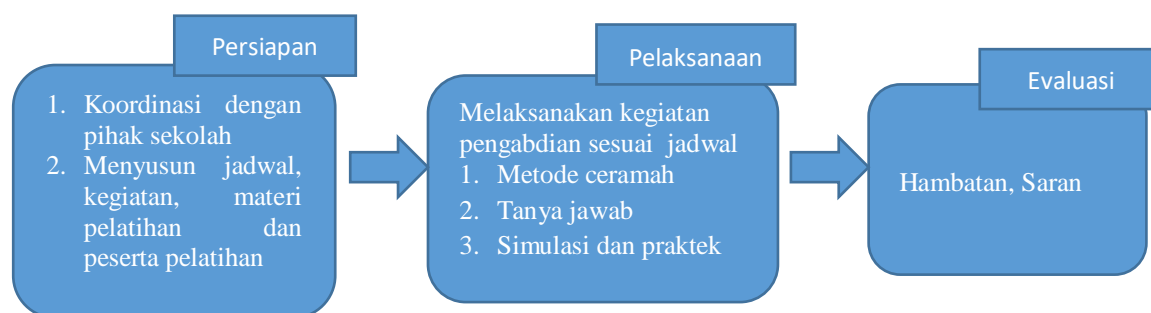 Persiapan
1. Koordinasi dengan
pihak sekolah
2. Menyusun jadwal,
kegiatan, materi
pelatihan dan
peserta pelatihan
Pelaksanaan
Melaksanakan kegiatan
pengabdian sesuai jadwal
1. Metode ceramah
2. Tanya jawab
3. Simulasi dan praktek
Evaluasi
Hambatan, Saran